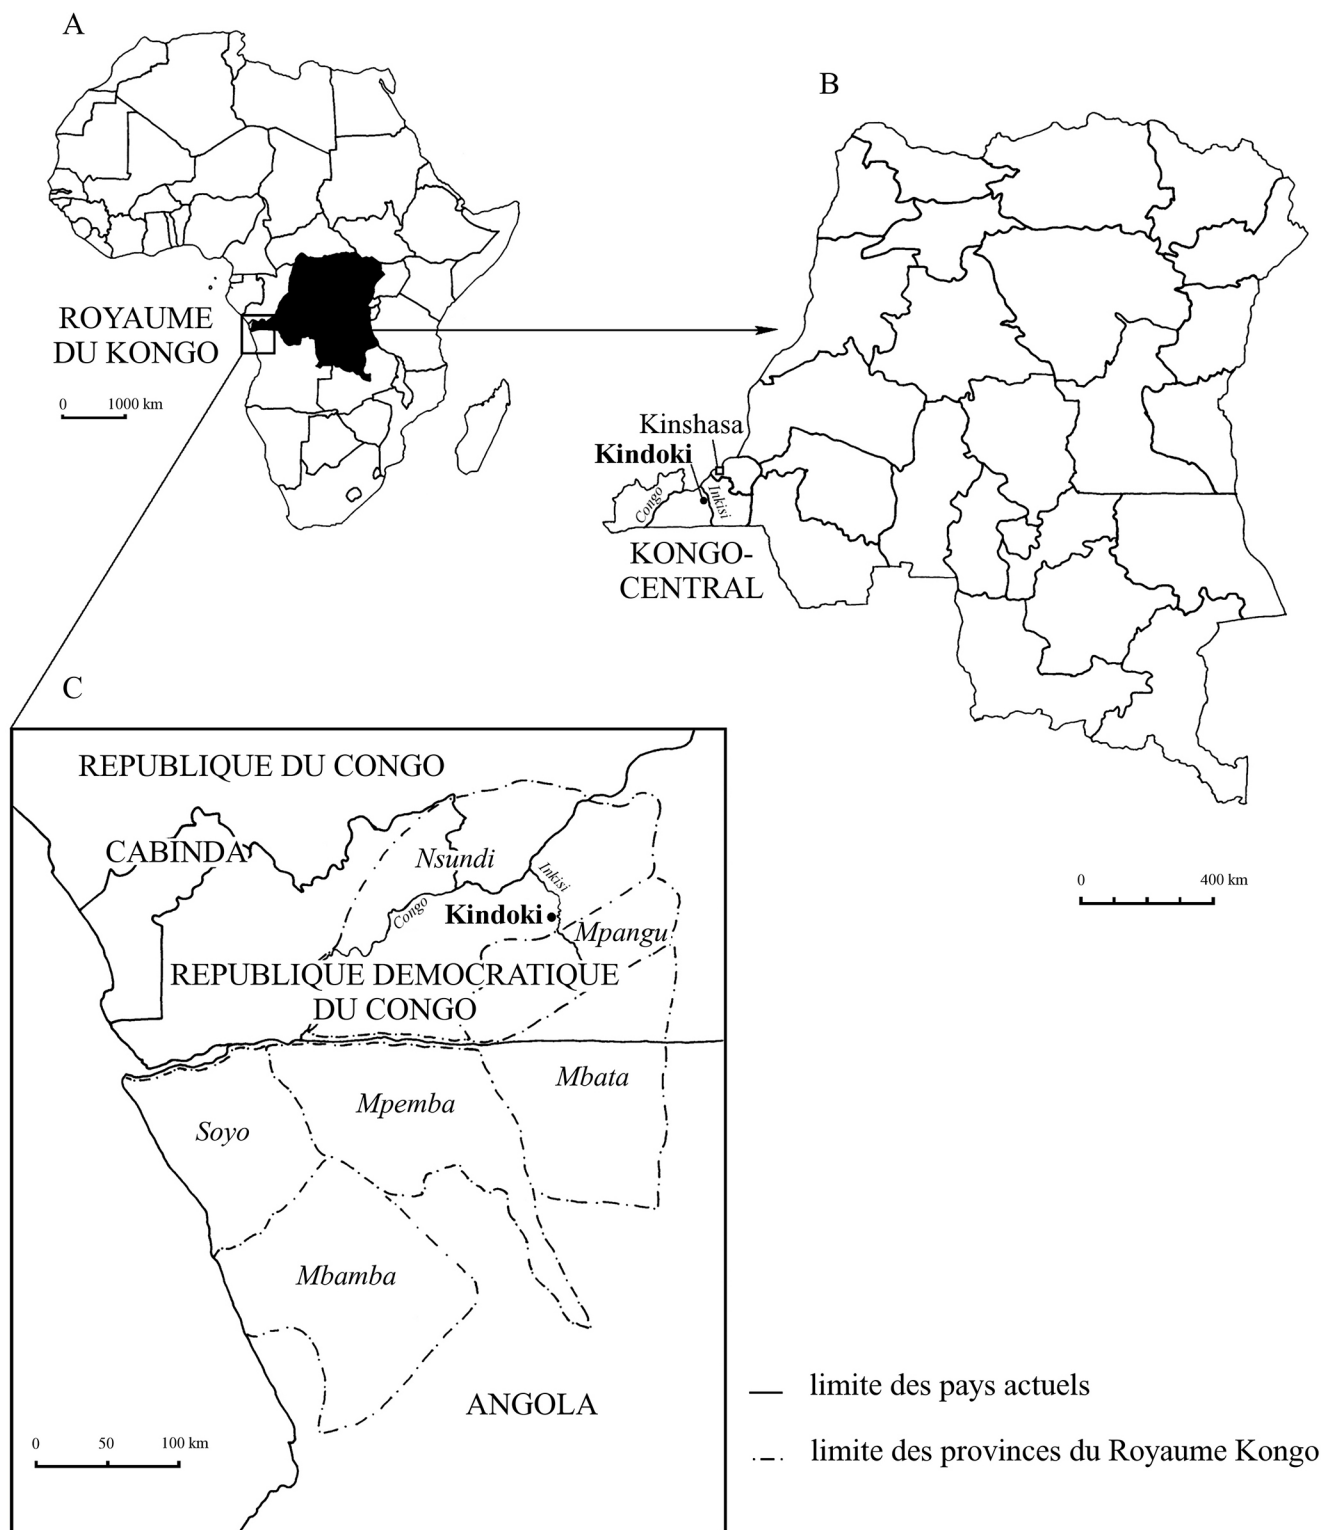 A
ROYAUME
DU KONGO
0 1000 km
B
Kinshasa
Kindoki
Congo
Inkisi
KONGO-
CENTRAL
0 400 km
C
REPUBLIQUE DU CONGO
CABINDA
Nsundi
Inkisi
Congo
Kindoki
Mpangu
REPUBLIQUE DEMOCRATIQUE
DU CONGO
Mbata
Mpemba
Soyo
Mbamba
ANGOLA
0 50 100 km
limite des pays actuels
limite des provinces du Royaume Kongo